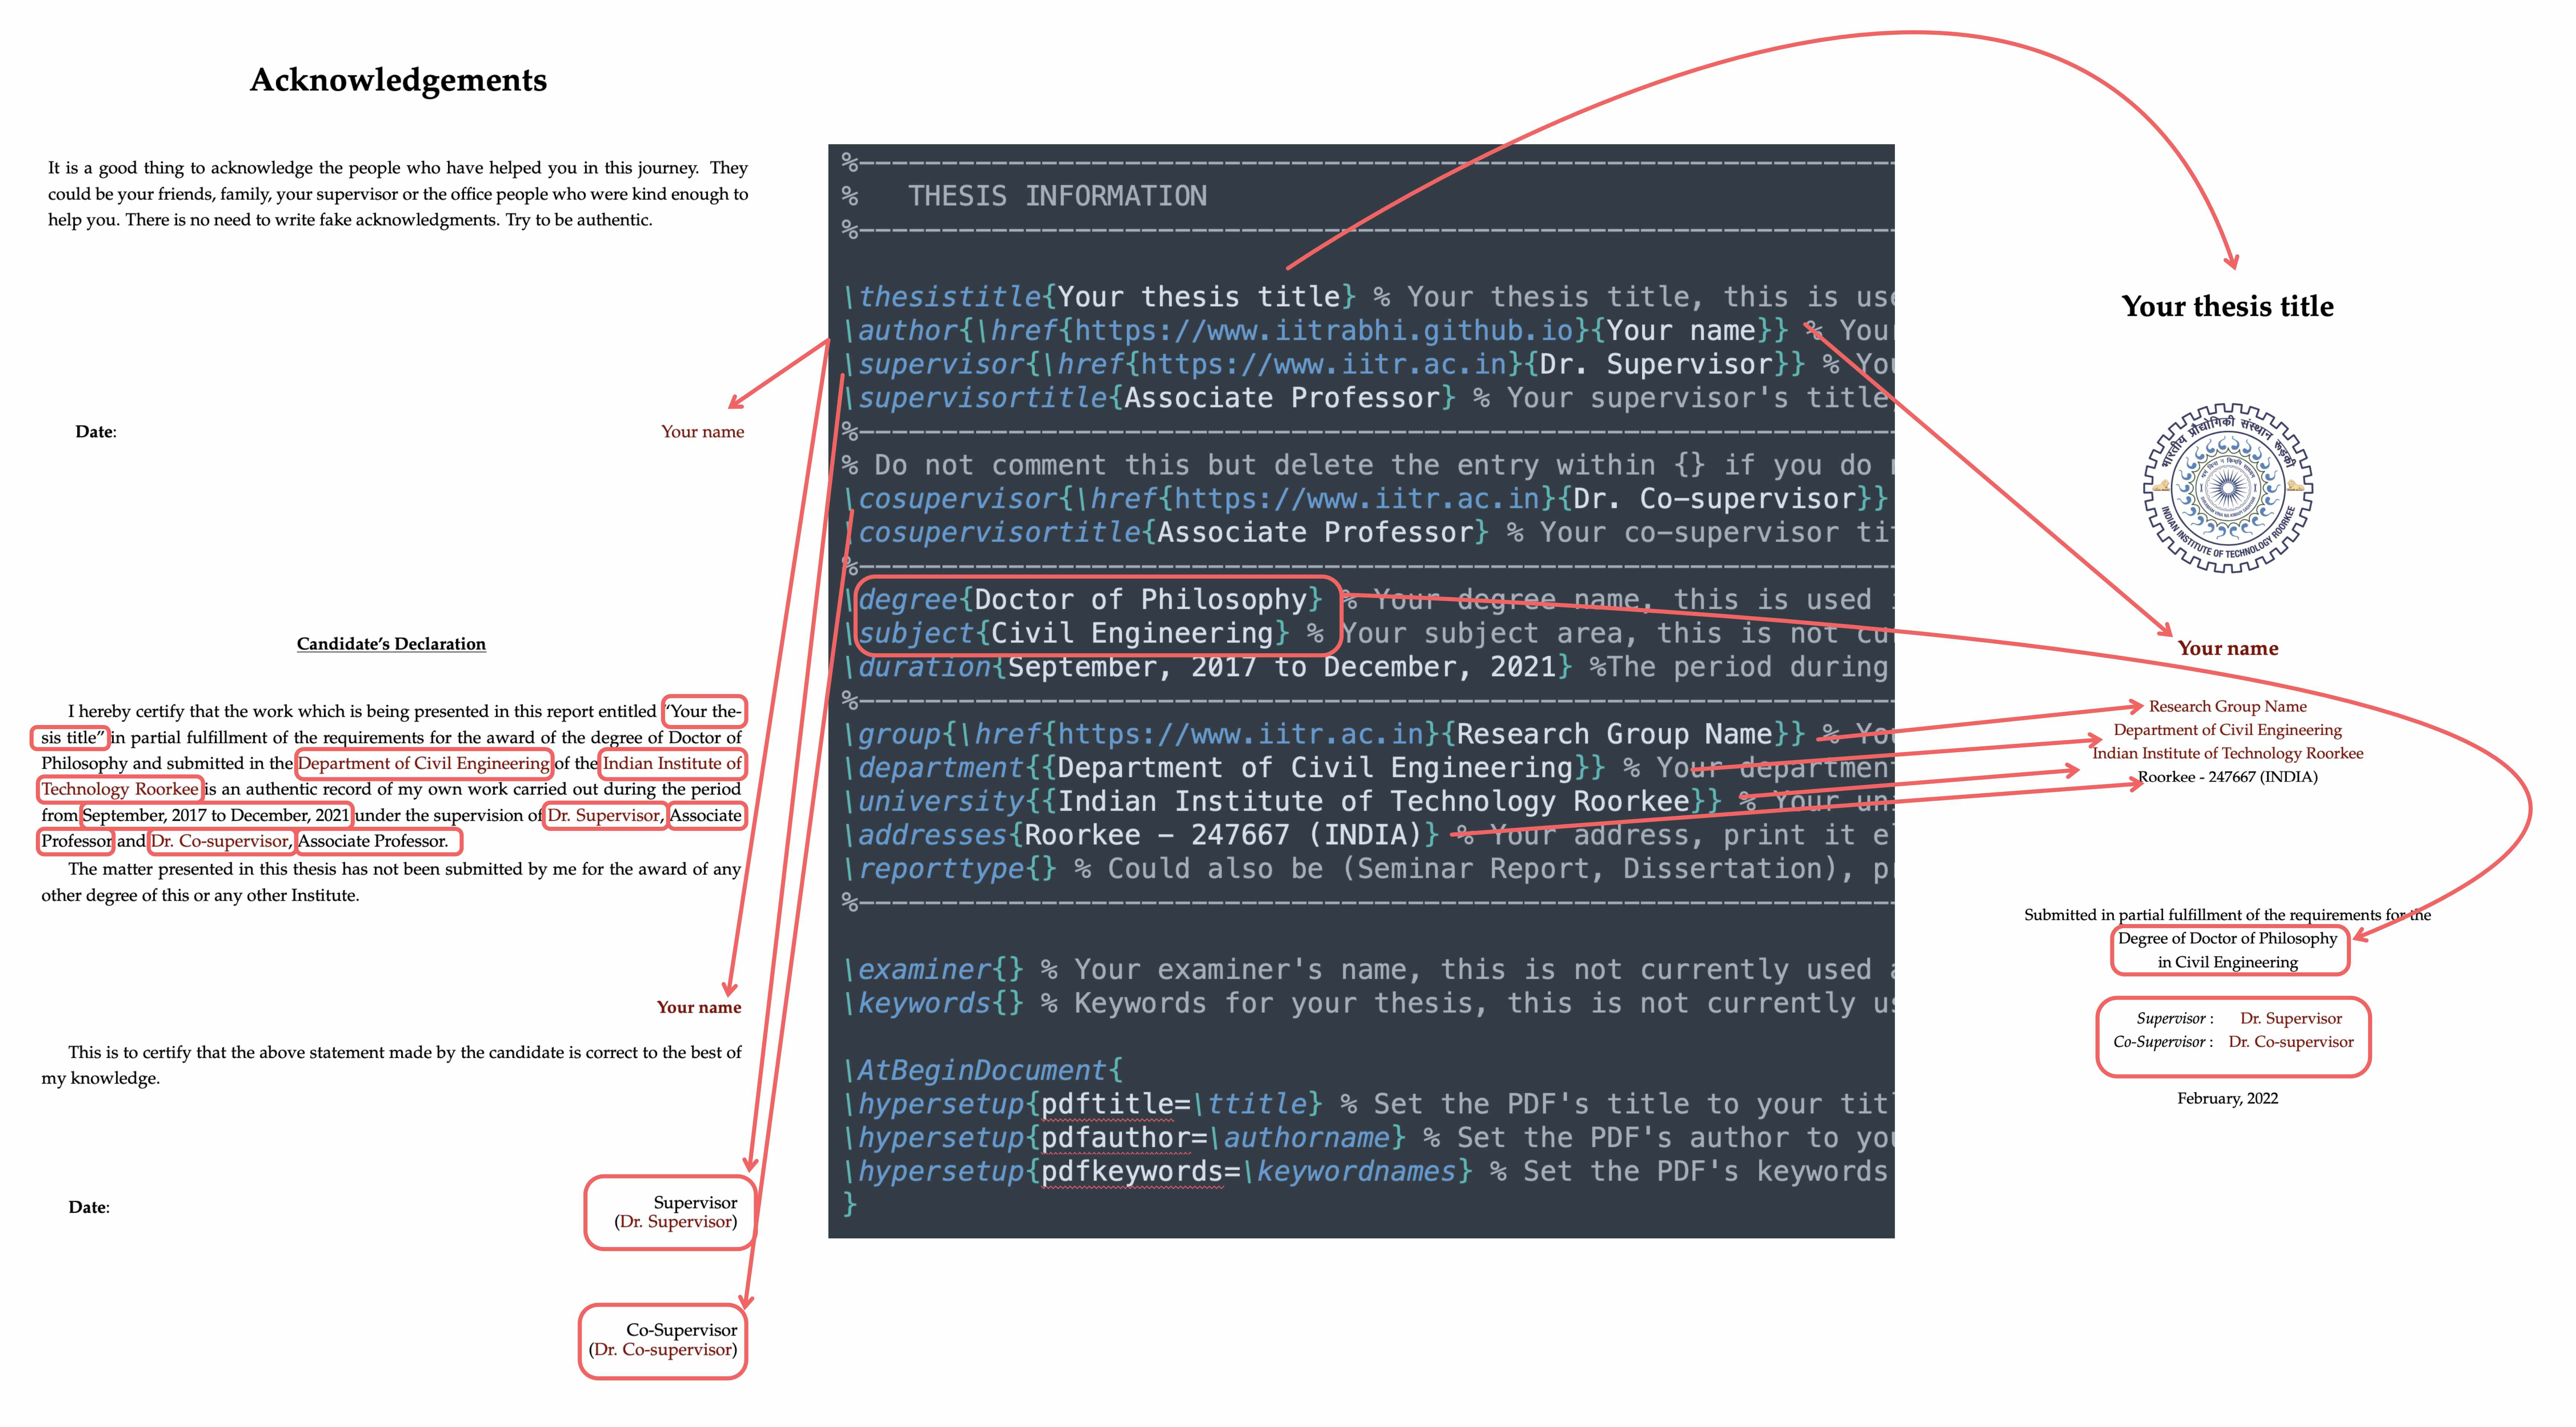 Acknowledgements
It is a good thing to acknowledge the people who have helped you in this journey. They
could be your friends, family, your supervisor or the office people who were kind enough to
help you. There is no need to write fake acknowledgments. Try to be authentic.
Date:
Your name
Candidate's Declaration
I hereby certify that the work which is being presented in this report entitled "Your the-
sis title" in partial fulfillment of the requirements for the award of the degree of Doctor of
Philosophy and submitted in the Department of Civil Engineering of the Indian Institute of
Technology Roorkee is an authentic record of my own work carried out during the period
from September, 2017 to December, 2021 under the supervision of Dr. Supervisor, Associate
Professor and Dr. Co-supervisor, Associate Professor.
The matter presented in this thesis has not been submitted by me for the award of any
other degree of this or any other Institute.
Your name
This is to certify that the above statement made by the candidate is correct to the best of
my knowledge.
Date:
Supervisor
(Dr. Supervisor)
Co-Supervisor
(Dr. Co-supervisor)
%----------------------------------------------------------------
% THESIS INFORMATION
%----------------------------------------------------------------
\thesistitle{Your thesis title} % Your thesis title, this is use
\author{\href{https://www.iitrabhi.github.io}{Your name}} % Your
\supervisor{\href{https://www.iitr.ac.in}{Dr. Supervisor}} % You
\supervisortitle{Associate Professor} % Your supervisor's title
%----------------------------------------------------------------
% Do not comment this but delete the entry within {} if you do
\cosupervisor{\href{https://www.iitr.ac.in}{Dr. Co-supervisor}}
\cosupervisortitle{Associate Professor} % Your co-supervisor tit
%----------------------------------------------------------------
\degree{Doctor of Philosophy} % Your degree name, this is used
\subject{Civil Engineering} % Your subject area, this is not cu
\duration{September, 2017 to December, 2021} %The period during
%----------------------------------------------------------------
\group{\href{https://www.iitr.ac.in}{Research Group Name}} % You
\department{{Department of Civil Engineering}} % Your departmen
\university{{Indian Institute of Technology Roorkee}} % Your uni
\addresses{Roorkee - 247667 (INDIA)} % Your address, print it e
\reporttype{} % Could also be (Seminar Report, Dissertation), p
%----------------------------------------------------------------
\examiner{} % Your examiner's name, this is not currently used a
\keywords{} % Keywords for your thesis, this is not currently us
\AtBeginDocument{
\hypersetup{pdftitle=\ttitle} % Set the PDF's title to your tit
\hypersetup{pdfauthor=\authorname} % Set the PDF's author to you
\hypersetup{pdfkeywords=\keywordnames} % Set the PDF's keywords
}
Your thesis title
भारतीय प्रौद्योगिकी संस्थान रूड़की
INDIAN INSTITUTE OF TECHNOLOGY ROORKEE
Your name
Research Group Name
Department of Civil Engineering
Indian Institute of Technology Roorkee
Roorkee - 247667 (INDIA)
Submitted in partial fulfillment of the requirements for the
Degree of Doctor of Philosophy
in Civil Engineering
Supervisor : Dr. Supervisor
Co-Supervisor : Dr. Co-supervisor
February, 2022